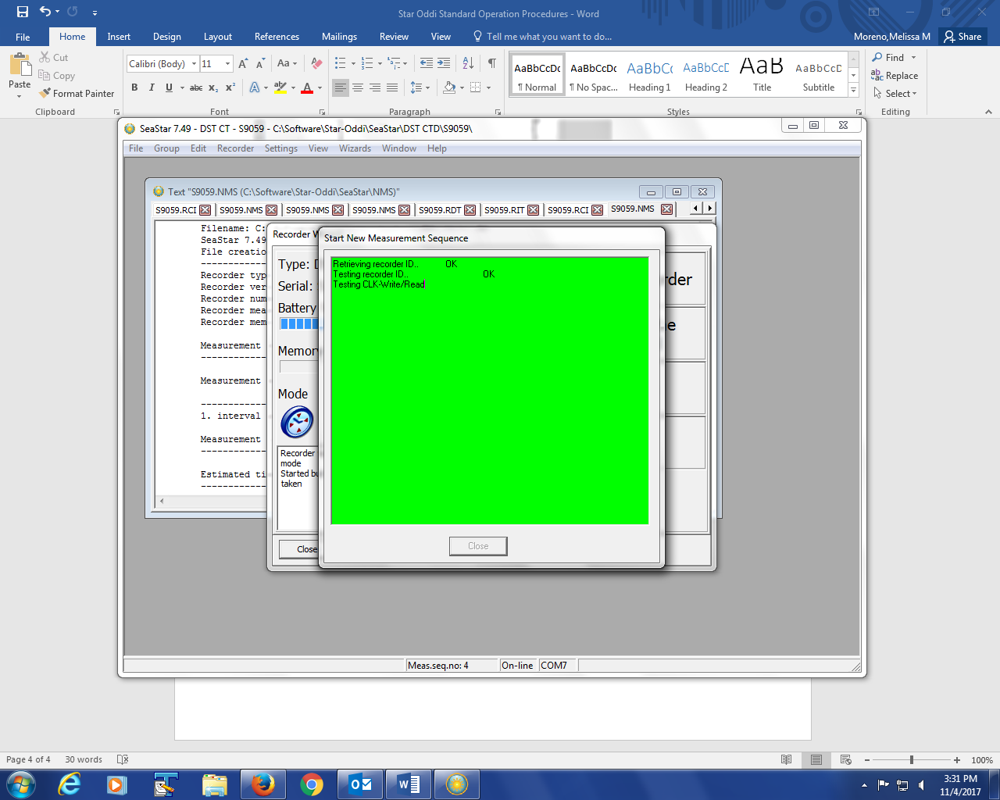 Star Oddi Standard Operation Procedures - Word
File Home Insert Design Layout References Mailings Review View Tell me what you want to do... Moreno,Melissa M Share
Paste
Cut
Copy
Format Painter
Clipboard
Calibri (Body) 11
Font
Paragraph
AaBbCcDc AaBbCcDc AaBbCc AaBbCcD AaB AaBbCcD
¶ Normal ¶ No Spac... Heading 1 Heading 2 Title Subtitle
Styles
Find
Replace
Select
Editing
SeaStar 7.49 - DST CT - S9059 - C:\Software\Star-Oddi\SeaStar\DST CTD\S9059\
File Group Edit Recorder Settings View Wizards Window Help
Text "S9059.NMS (C:\Software\Star-Oddi\SeaStar\NMS)"
S9059.RCI S9059.NMS S9059.NMS S9059.NMS S9059.RDT S9059.RIT S9059.RCI S9059.NMS
Filename: C:
SeaStar 7.49
File creatio
Recorder typ
Recorder ver
Recorder num
Recorder mea
Recorder mem
Measurement
Measurement
1. interval
Measurement
Estimated ti
Recorder W
Type: D
Serial:
Battery
Memory
Mode
Recorder
mode
Started bu
taken
Close
rder
e
Start New Measurement Sequence
Retrieving recorder ID.. OK
Testing recorder ID.. OK
Testing CLK-Write/Read
Close
Meas.seq.no: 4 On-line COM7
Page 4 of 4 30 words 100%
3:31 PM
11/4/2017